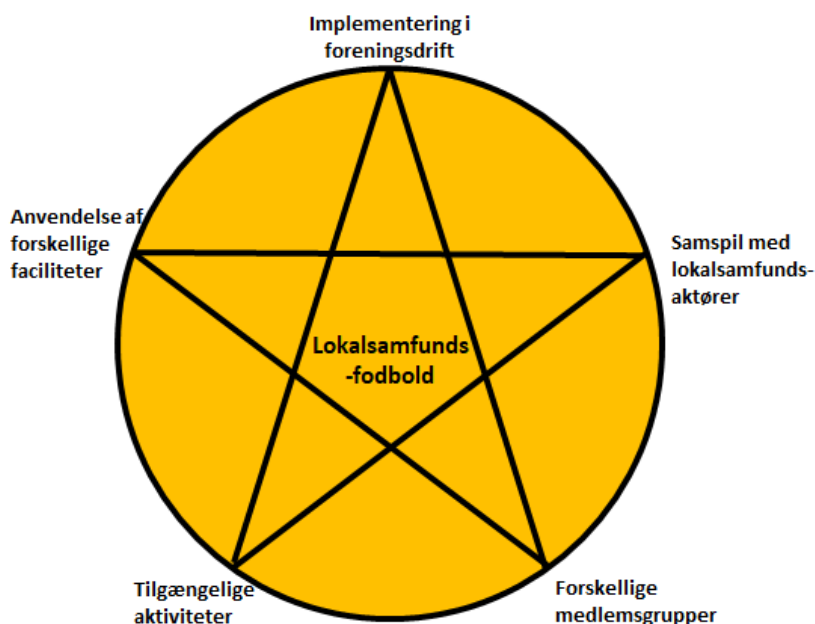 Implementering i
foreningsdrift
Anvendelse af
forskellige
faciliteter
Samspil med
lokalsamfunds-
aktører
Lokalsamfunds
-fodbold
Tilgængelige
aktiviteter
Forskellige
medlemsgrupper